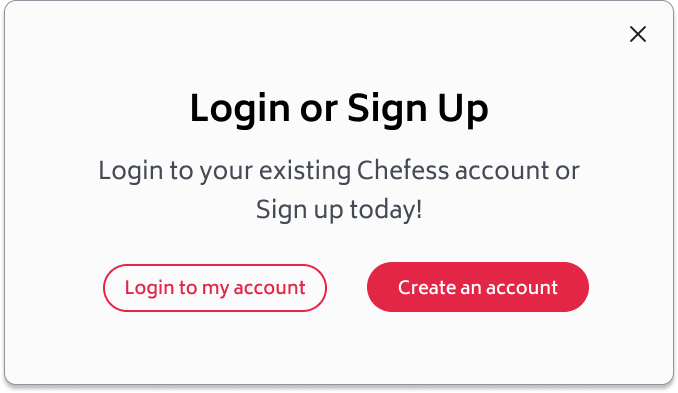 Login or Sign Up
Login to your existing Chefess account or
Sign up today!
Login to my account
Create an account